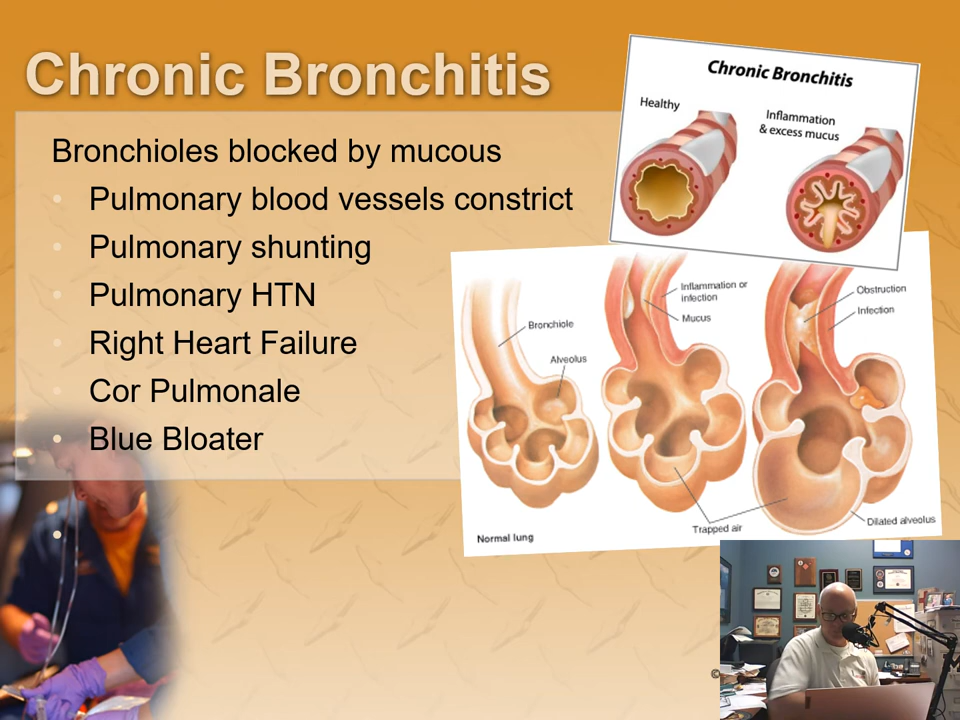 Chronic Bronchitis
Bronchioles blocked by mucous
• Pulmonary blood vessels constrict
• Pulmonary shunting
• Pulmonary HTN
• Right Heart Failure
• Cor Pulmonale
• Blue Bloater
•
Chronic Bronchitis
Healthy
Inflammation
& excess mucus
Bronchiole
Alveolus
Inflammation or
infection
Mucus
Obstruction
Infection
Trapped air
Dilated alveolus
Normal lung
©